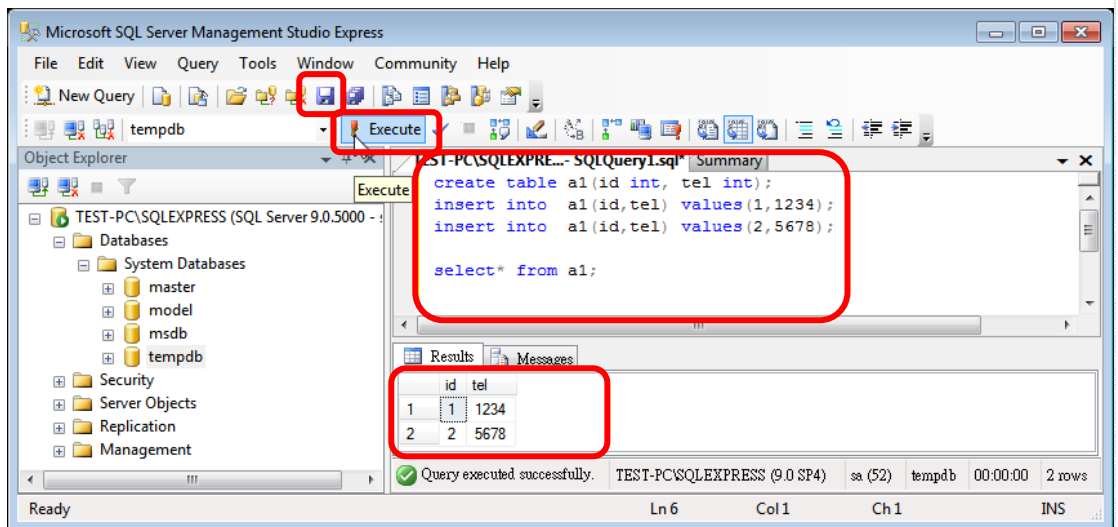 Microsoft SQL Server Management Studio Express
File Edit View Query Tools Window Community Help
New Query
tempdb Execute
Object Explorer
TEST-PC\SQLEXPRE...- SQLQuery1.sql* Summary
Execute
create table a1(id int, tel int);
insert into a1(id,tel) values(1,1234);
insert into a1(id,tel) values(2,5678);
select* from a1;
TEST-PC\SQLEXPRESS (SQL Server 9.0.5000 -
Databases
System Databases
master
model
msdb
tempdb
Security
Server Objects
Replication
Management
Results Messages
id tel
1 1 1234
2 2 5678
Query executed successfully. TEST-PC\SQLEXPRESS (9.0 SP4) sa (52) tempdb 00:00:00 2 rows
Ready Ln 6 Col 1 Ch 1 INS